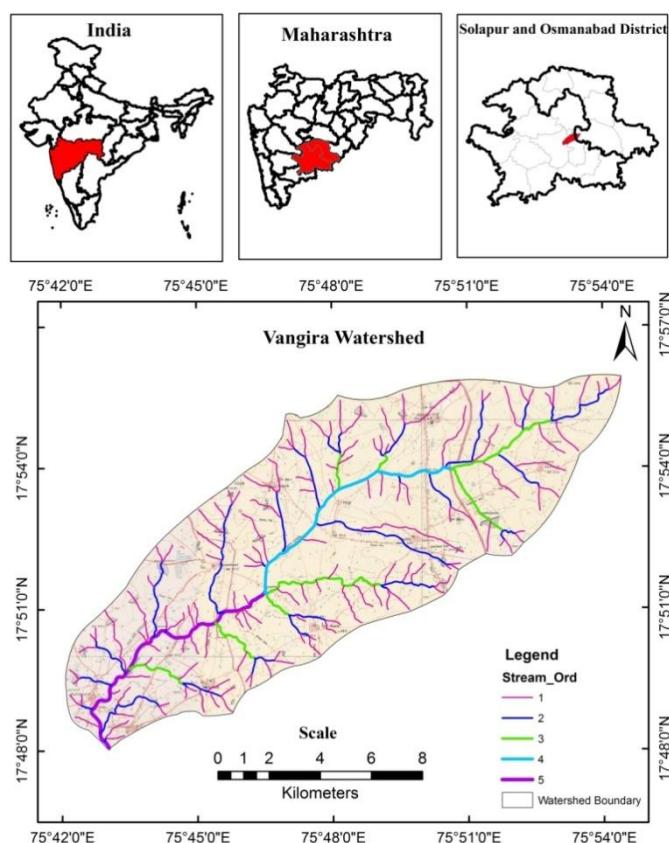 India
Maharashtra
Solapur and Osmanabad District
75°42'0"E 75°45'0"E 75°48'0"E 75°51'0"E 75°54'0"E
Vangira Watershed
N
17°57'0"N
17°54'0"N 17°54'0"N
17°51'0"N 17°51'0"N
17°48'0"N 17°48'0"N
Legend
Stream_Ord
1
2
3
4
5
Watershed Boundary
Scale
0 1 2 4 6 8
Kilometers
75°42'0"E 75°45'0"E 75°48'0"E 75°51'0"E 75°54'0"E